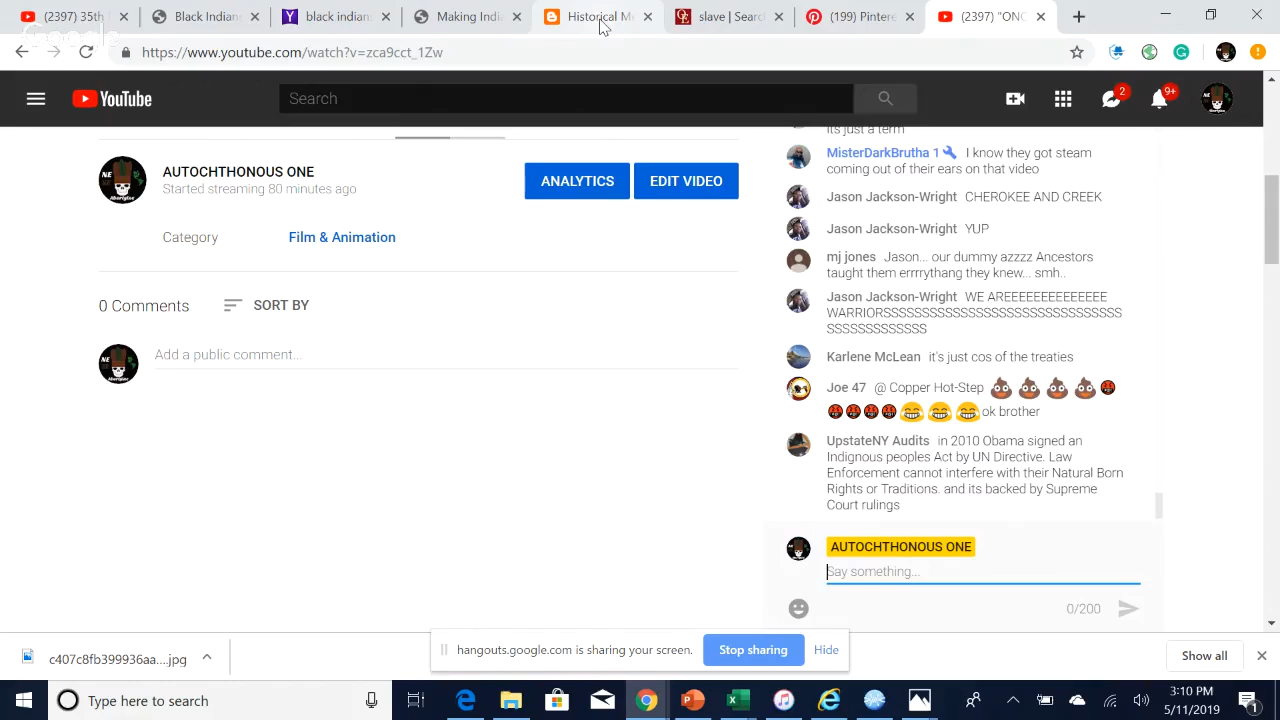 (2397) 35th
Black Indians
black indian
Making India
Historical M
slave | Search
(199) Pintere
(2397) "ONC
https://www.youtube.com/watch?v=zca9cct_1Zw
YouTube
Search
2
9+
AUTOCHTHONOUS ONE
Started streaming 80 minutes ago
ANALYTICS
EDIT VIDEO
Category
Film & Animation
0 Comments
SORT BY
Add a public comment...
its just a term
MisterDarkBrutha 1 I know they got steam
coming out of their ears on that video
Jason Jackson-Wright CHEROKEE AND CREEK
Jason Jackson-Wright YUP
mj jones Jason... our dummy azzzz Ancestors
taught them errrrythang they knew... smh..
Jason Jackson-Wright WE AREEEEEEEEEEEEEE
WARRIORSSSSSSSSSSSSSSSSSSSSSSSSSSSSSSS
SSSSSSSSSSSSS
Karlene McLean it's just cos of the treaties
Joe 47 @ Copper Hot-Step
ok brother
UpstateNY Audits in 2010 Obama signed an
Indignous peoples Act by UN Directive. Law
Enforcement cannot interfere with their Natural Born
Rights or Traditions. and its backed by Supreme
Court rulings
AUTOCHTHONOUS ONE
Say something...
0/200
hangouts.google.com is sharing your screen.
Stop sharing
Hide
c407c8fb399936aa....jpg
Show all
Type here to search
3:10 PM
5/11/2019
1